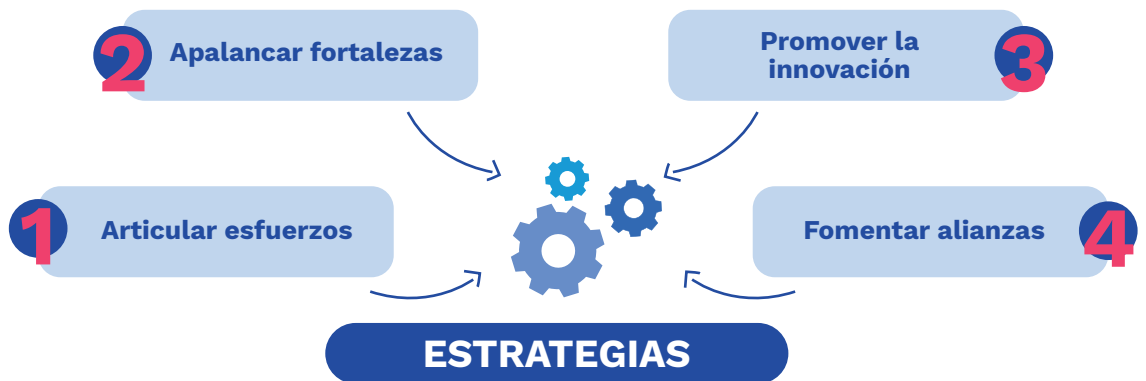 2
Apalancar fortalezas
Promover la
innovación
3
1
Articular esfuerzos
Fomentar alianzas
4
ESTRATEGIAS